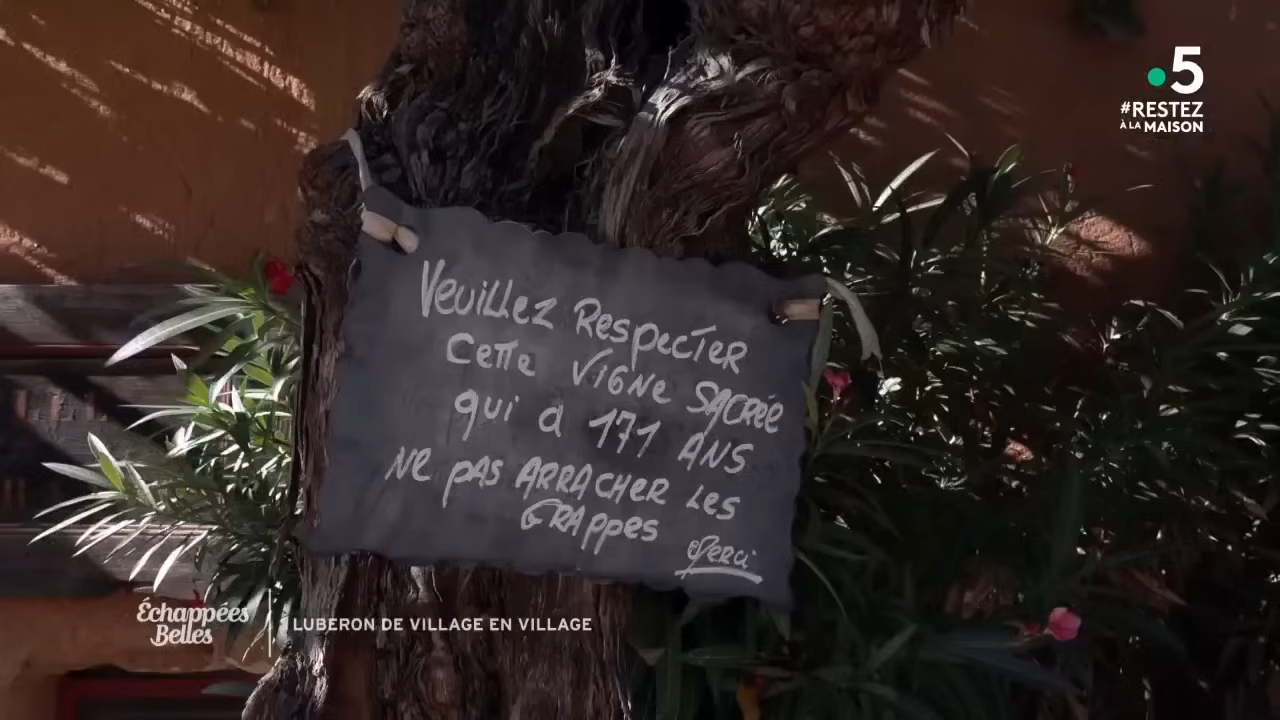 5
#RESTEZ
À LA MAISON
Veuillez Respecter
Cette Vigne Sacrée
qui a 171 ANS
Ne pas Arracher Les
Grappes
Merci
Échappées
Belles
LUBERON DE VILLAGE EN VILLAGE